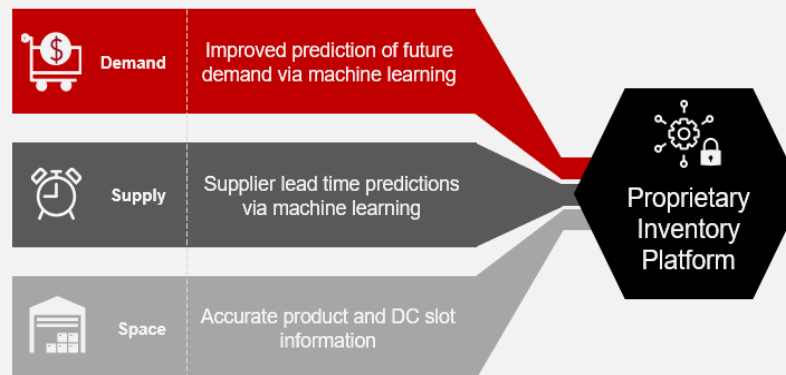 $
Demand
Improved prediction of future
demand via machine learning
Supply
Supplier lead time predictions
via machine learning
Space
Accurate product and DC slot
information
Proprietary
Inventory
Platform